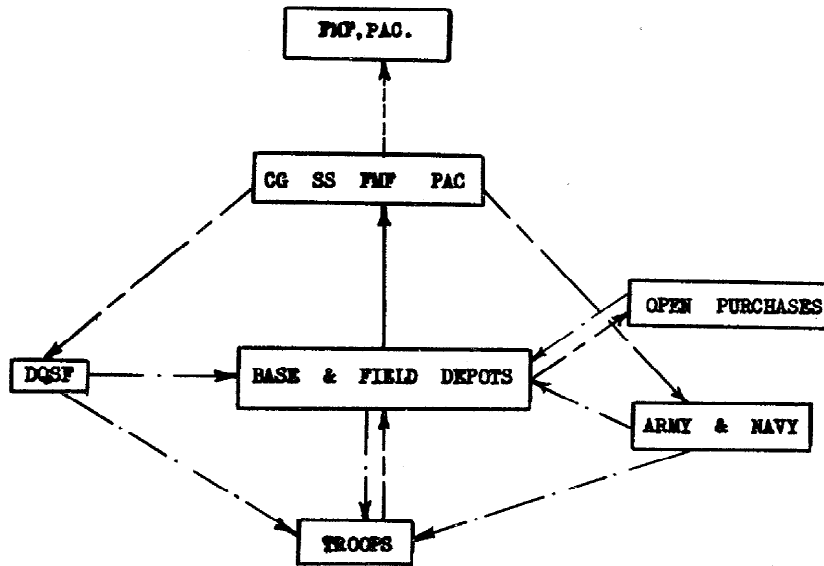 FMF, PAC.
CG SS FMF PAC
OPEN PURCHASES
DQSF
BASE & FIELD DEPOTS
ARMY & NAVY
TROOPS